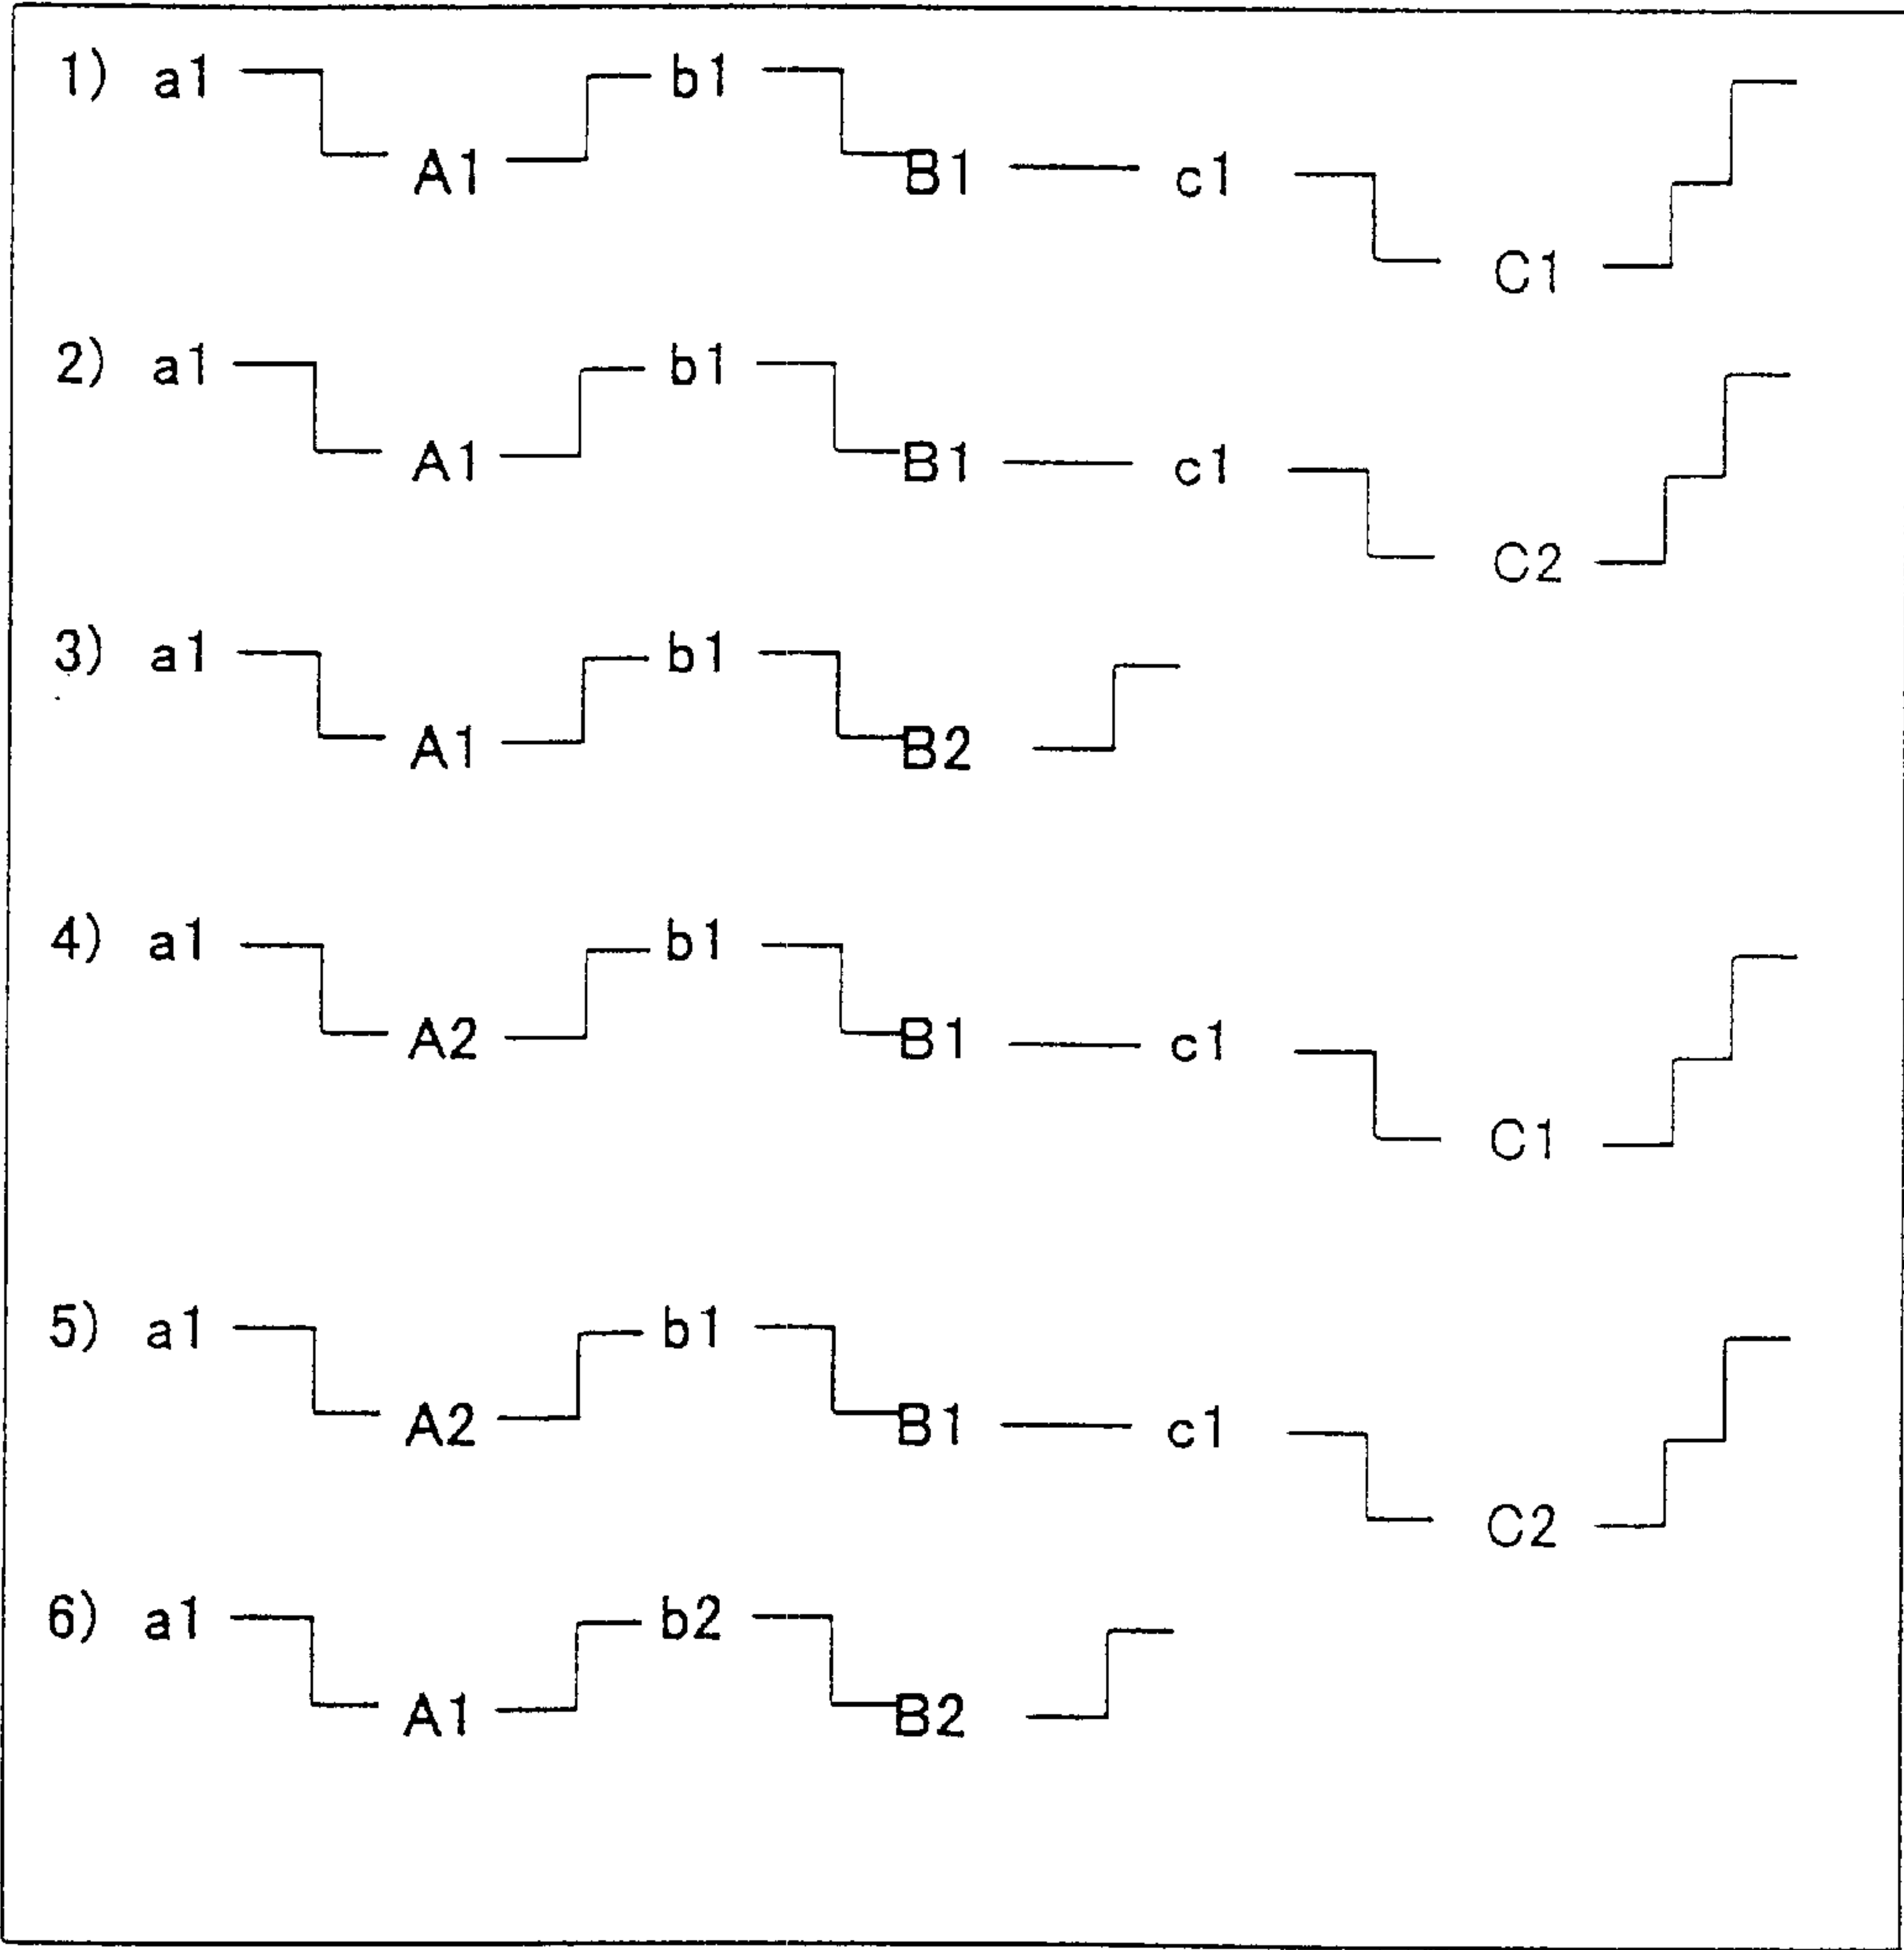 1) a1 b1
A1 B1 c1
C1
2) a1 b1
A1 B1 c1
C2
3) a1 b1
A1 B2
4) a1 b1
A2 B1 c1
C1
5) a1 b1
A2 B1 c1
C2
6) a1 b2
A1 B2